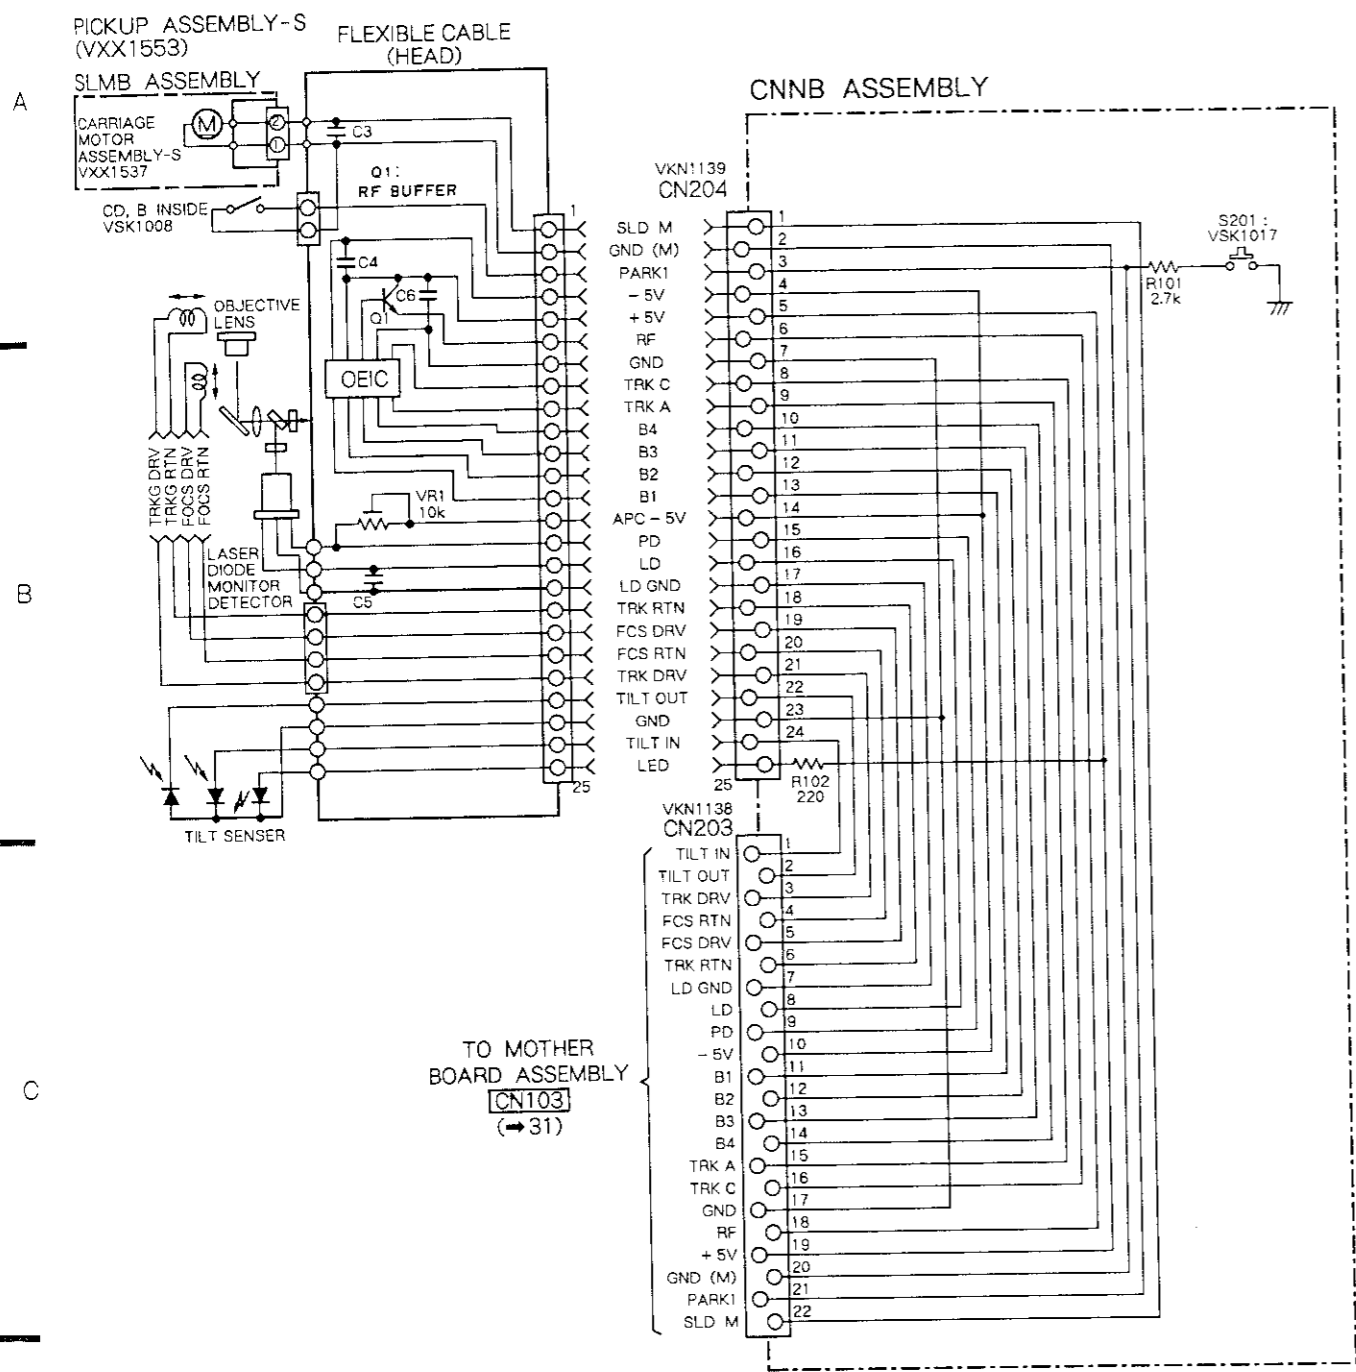 PICKUP ASSEMBLY-S
(VXX1553)
FLEXIBLE CABLE
(HEAD)
SLMB ASSEMBLY
CNNB ASSEMBLY
A
CARRIAGE
MOTOR
ASSEMBLY-S
VXX1537
M
2
1
C3
Q1:
RF BUFFER
CD, B INSIDE
VSK1008
C4
C6
Q1
OBJECTIVE
LENS
OEIC
TRKG DRV
TRKG RTN
FOCS DRV
FOCS RTN
VR1
10k
LASER
DIODE
MONITOR
DETECTOR
C5
B
TILT SENSER
1
SLD M
GND (M)
PARK1
- 5V
+ 5V
RF
GND
TRK C
TRK A
B4
B3
B2
B1
APC - 5V
PD
LD
LD GND
TRK RTN
FCS DRV
FCS RTN
TRK DRV
TILT OUT
GND
TILT IN
LED
25
VKN1139
CN204
1
2
3
4
5
6
7
8
9
10
11
12
13
14
15
16
17
18
19
20
21
22
23
24
25
S201 :
VSK1017
R101
2.7k
R102
220
VKN1138
CN203
TILT IN 1
TILT OUT 2
TRK DRV 3
FCS RTN 4
FCS DRV 5
TRK RTN 6
LD GND 7
LD 8
PD 9
- 5V 10
B1 11
B2 12
B3 13
B4 14
TRK A 15
TRK C 16
GND 17
RF 18
+ 5V 19
GND (M) 20
PARK1 21
SLD M 22
TO MOTHER
BOARD ASSEMBLY
CN103
(➡31)
C